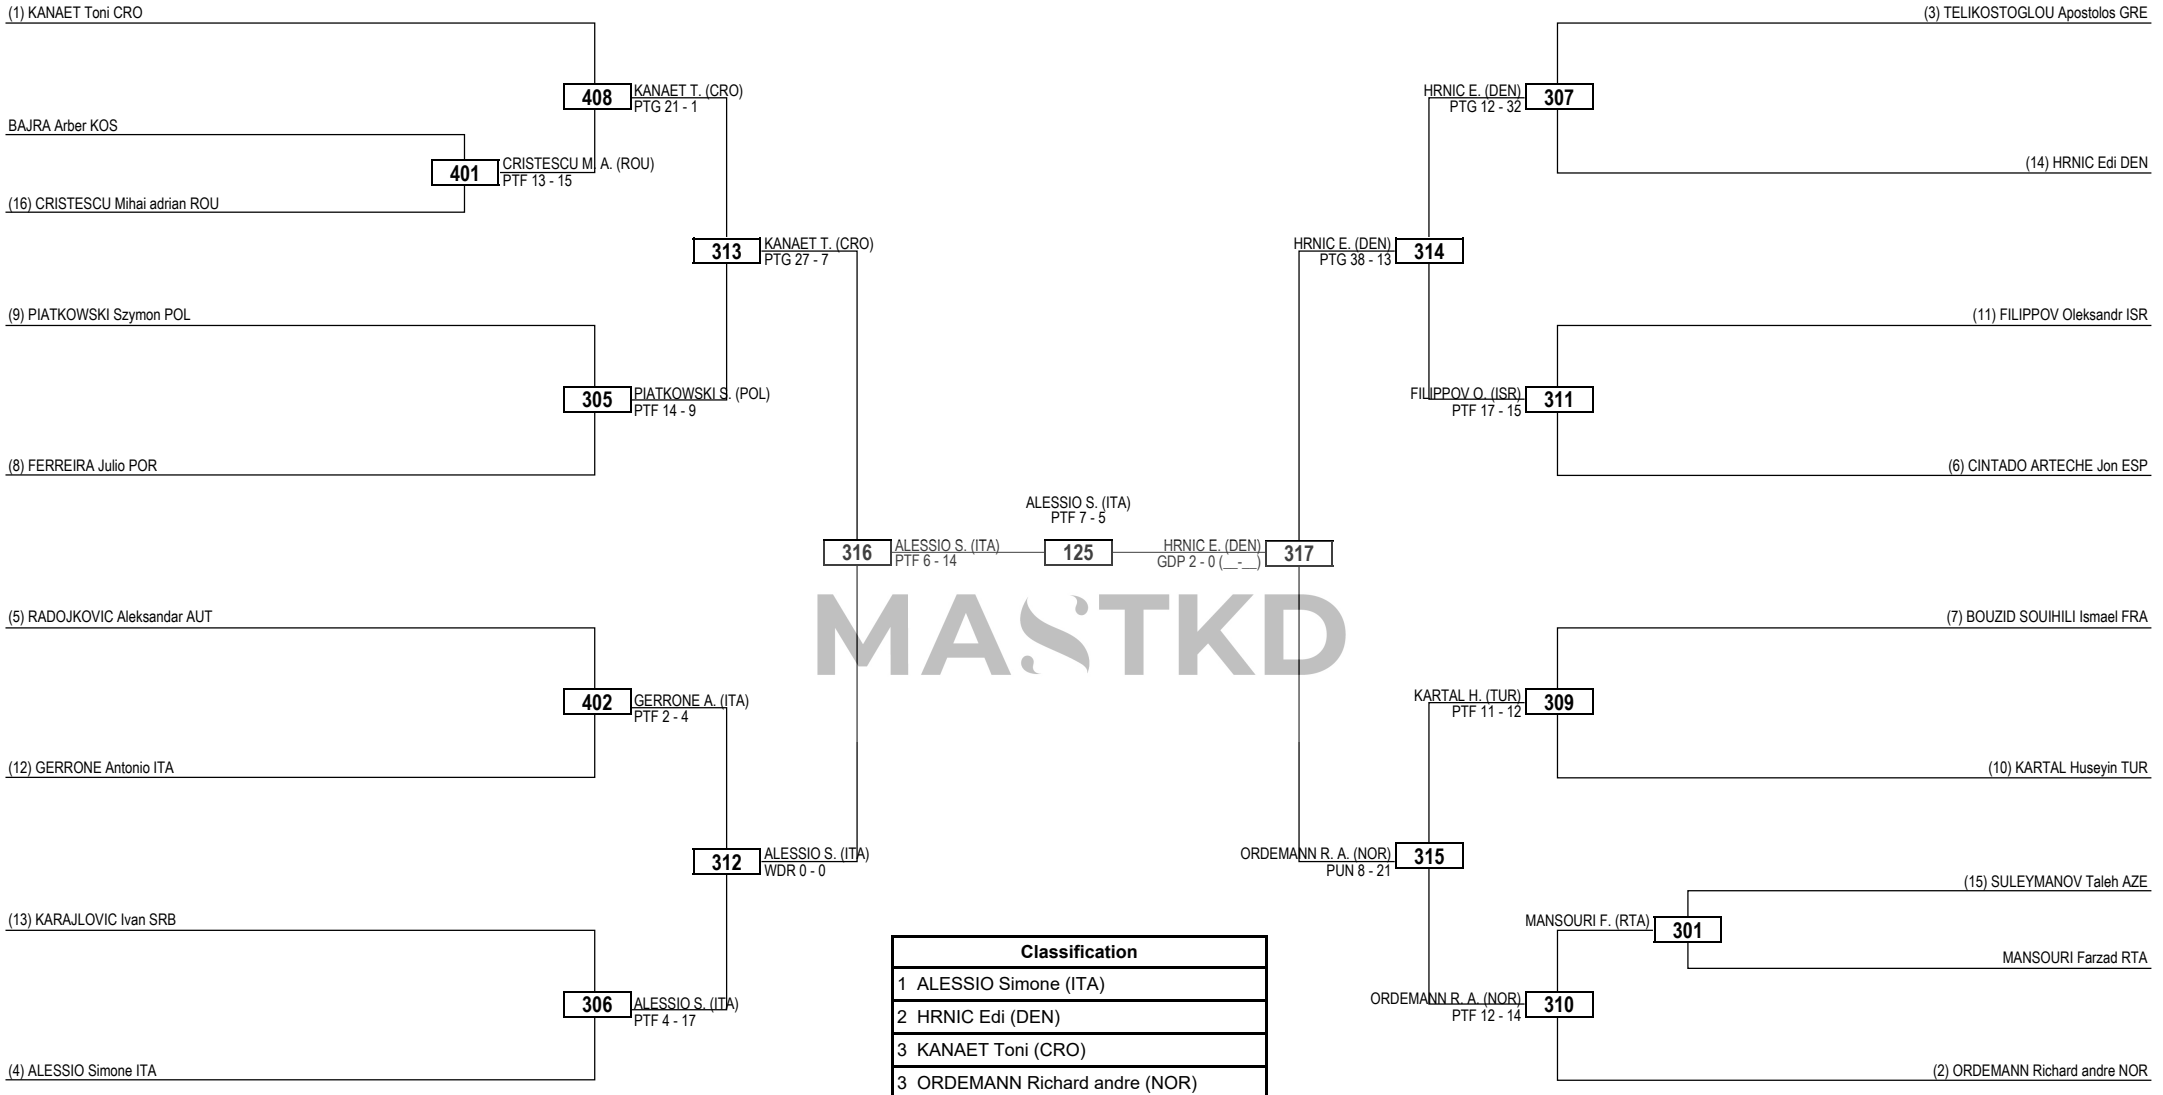 (1) KANAET Toni CRO
(3) TELIKOSTOGLOU Apostolos GRE
408
KANAET T. (CRO)
PTG 21 - 1
HRNIC E. (DEN)
PTG 12 - 32
307
BAJRA Arber KOS
401
CRISTESCU M. A. (ROU)
PTF 13 - 15
(14) HRNIC Edi DEN
(16) CRISTESCU Mihai adrian ROU
313
KANAET T. (CRO)
PTG 27 - 7
HRNIC E. (DEN)
PTG 38 - 13
314
(9) PIATKOWSKI Szymon POL
(11) FILIPPOV Oleksandr ISR
305
PIATKOWSKI S. (POL)
PTF 14 - 9
FILIPPOV O. (ISR)
PTF 17 - 15
311
(8) FERREIRA Julio POR
(6) CINTADO ARTECHE Jon ESP
ALESSIO S. (ITA)
PTF 7 - 5
316
ALESSIO S. (ITA)
PTF 6 - 14
125
HRNIC E. (DEN)
GDP 2 - 0 (__-__)
317
MASTKD
(5) RADOJKOVIC Aleksandar AUT
(7) BOUZID SOUIHILI Ismael FRA
402
GERRONE A. (ITA)
PTF 2 - 4
KARTAL H. (TUR)
PTF 11 - 12
309
(12) GERRONE Antonio ITA
(10) KARTAL Huseyin TUR
312
ALESSIO S. (ITA)
WDR 0 - 0
ORDEMANN R. A. (NOR)
PUN 8 - 21
315
(15) SULEYMANOV Taleh AZE
(13) KARAJLOVIC Ivan SRB
MANSOURI F. (RTA)
301
MANSOURI Farzad RTA
306
ALESSIO S. (ITA)
PTF 4 - 17
ORDEMANN R. A. (NOR)
PTF 12 - 14
310
(4) ALESSIO Simone ITA
(2) ORDEMANN Richard andre NOR
Classification
1 ALESSIO Simone (ITA)
2 HRNIC Edi (DEN)
3 KANAET Toni (CRO)
3 ORDEMANN Richard andre (NOR)